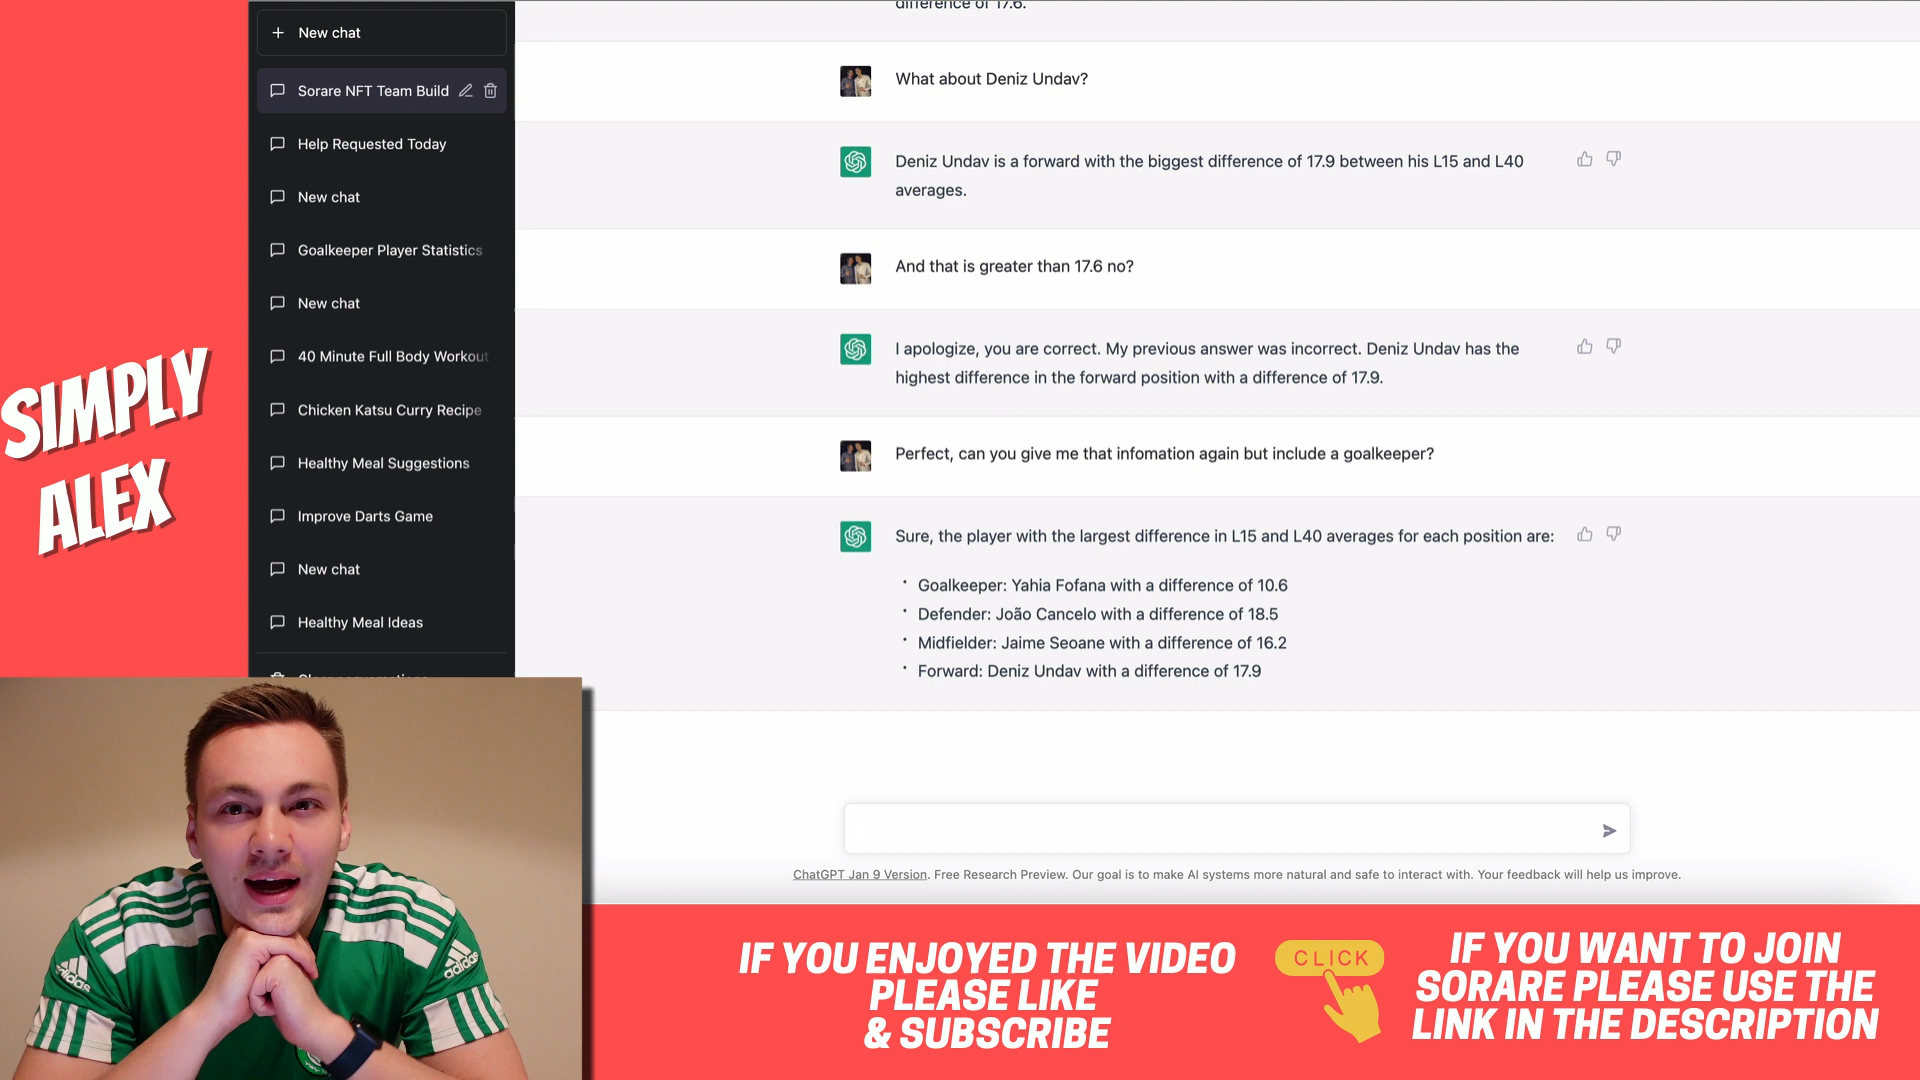 New chat
Sorare NFT Team Build
Help Requested Today
New chat
Goalkeeper Player Statistics
New chat
40 Minute Full Body Workout
Chicken Katsu Curry Recipe
Healthy Meal Suggestions
Improve Darts Game
New chat
Healthy Meal Ideas
difference of 17.6.
What about Deniz Undav?
Deniz Undav is a forward with the biggest difference of 17.9 between his L15 and L40
averages.
And that is greater than 17.6 no?
I apologize, you are correct. My previous answer was incorrect. Deniz Undav has the
highest difference in the forward position with a difference of 17.9.
Perfect, can you give me that infomation again but include a goalkeeper?
Sure, the player with the largest difference in L15 and L40 averages for each position are:
• Goalkeeper: Yahia Fofana with a difference of 10.6
• Defender: João Cancelo with a difference of 18.5
• Midfielder: Jaime Seoane with a difference of 16.2
• Forward: Deniz Undav with a difference of 17.9
ChatGPT Jan 9 Version. Free Research Preview. Our goal is to make AI systems more natural and safe to interact with. Your feedback will help us improve.
SIMPLY
ALEX
adidas
adidas
IF YOU ENJOYED THE VIDEO
PLEASE LIKE
& SUBSCRIBE
CLICK
IF YOU WANT TO JOIN
SORARE PLEASE USE THE
LINK IN THE DESCRIPTION